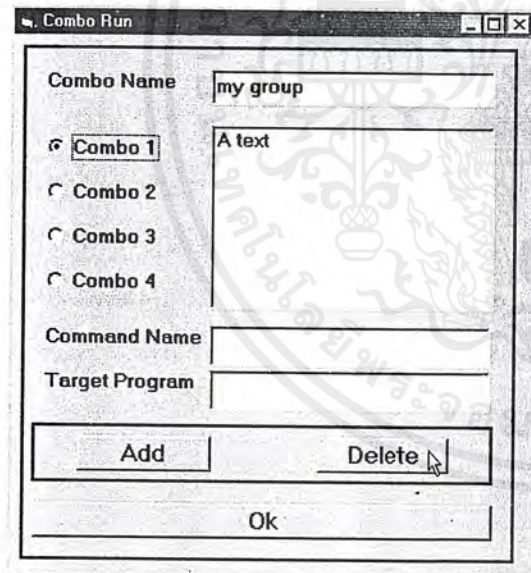 Combo Run
Combo Name my group
Combo 1 A text
Combo 2
Combo 3
Combo 4
Command Name
Target Program
Add Delete
Ok